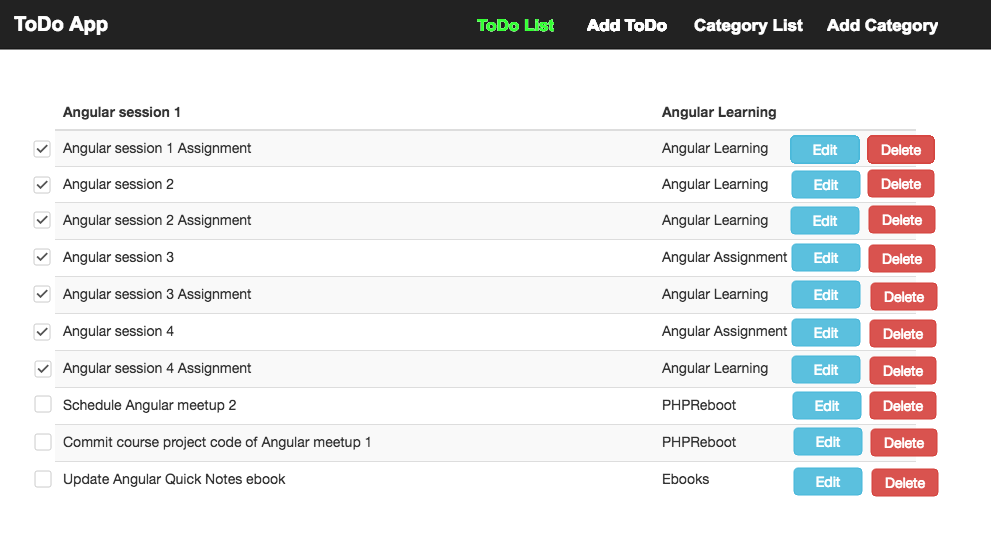 ToDo App ToDo List Add ToDo Category List Add Category
Angular session 1 Angular Learning
Angular session 1 Assignment Angular Learning Edit Delete
Angular session 2 Angular Learning Edit Delete
Angular session 2 Assignment Angular Learning Edit Delete
Angular session 3 Angular Assignment Edit Delete
Angular session 3 Assignment Angular Learning Edit Delete
Angular session 4 Angular Assignment Edit Delete
Angular session 4 Assignment Angular Learning Edit Delete
Schedule Angular meetup 2 PHPReboot Edit Delete
Commit course project code of Angular meetup 1 PHPReboot Edit Delete
Update Angular Quick Notes ebook Ebooks Edit Delete